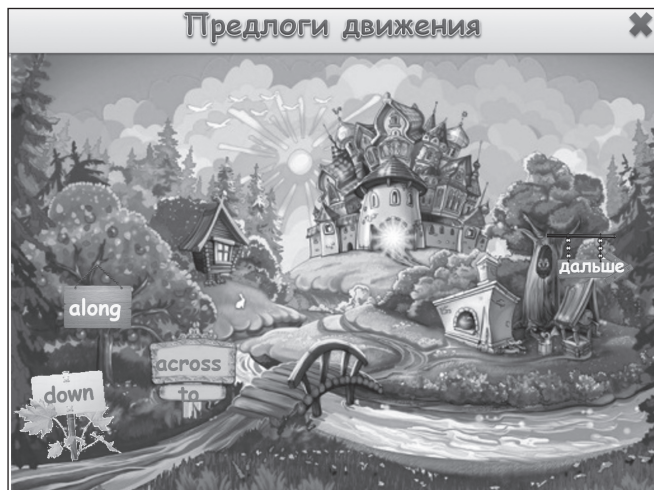 Предлоги движения
дальше
along
across
to
down